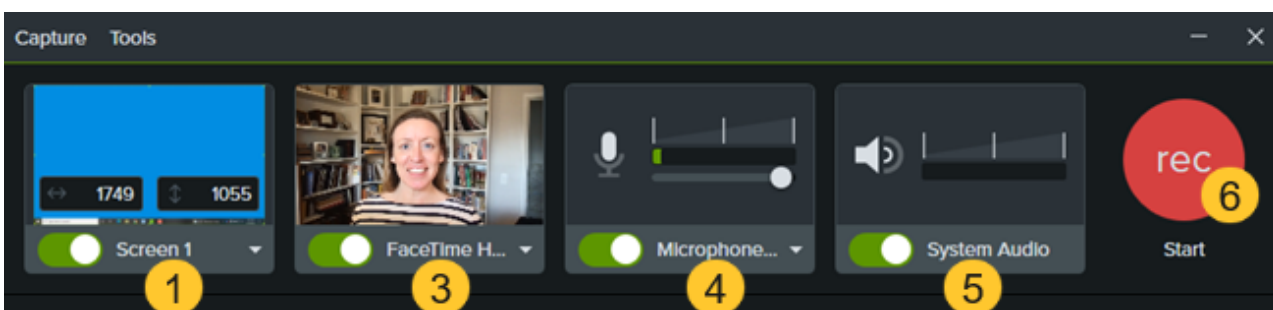 Capture Tools
1749 1055
rec
6
Screen 1 FaceTime H... Microphone... System Audio Start
1 3 4 5